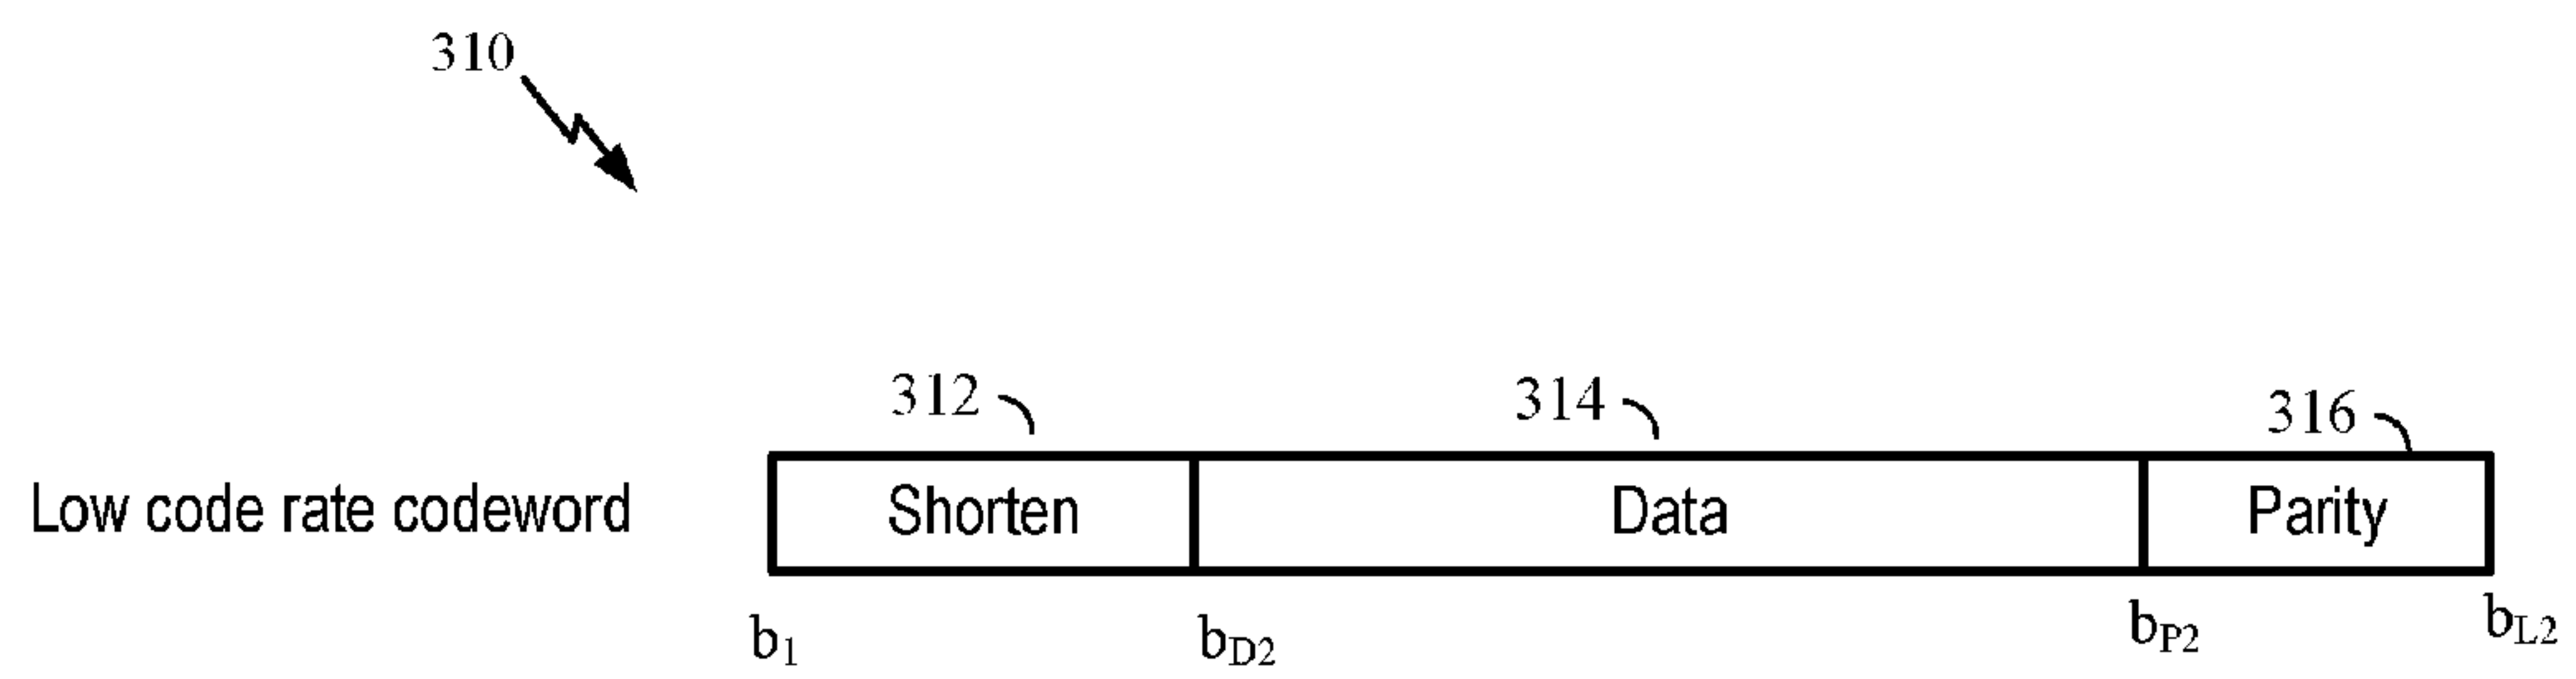 310
312 314 316
Low code rate codeword Shorten Data Parity
b1 bD2 bP2 bL2